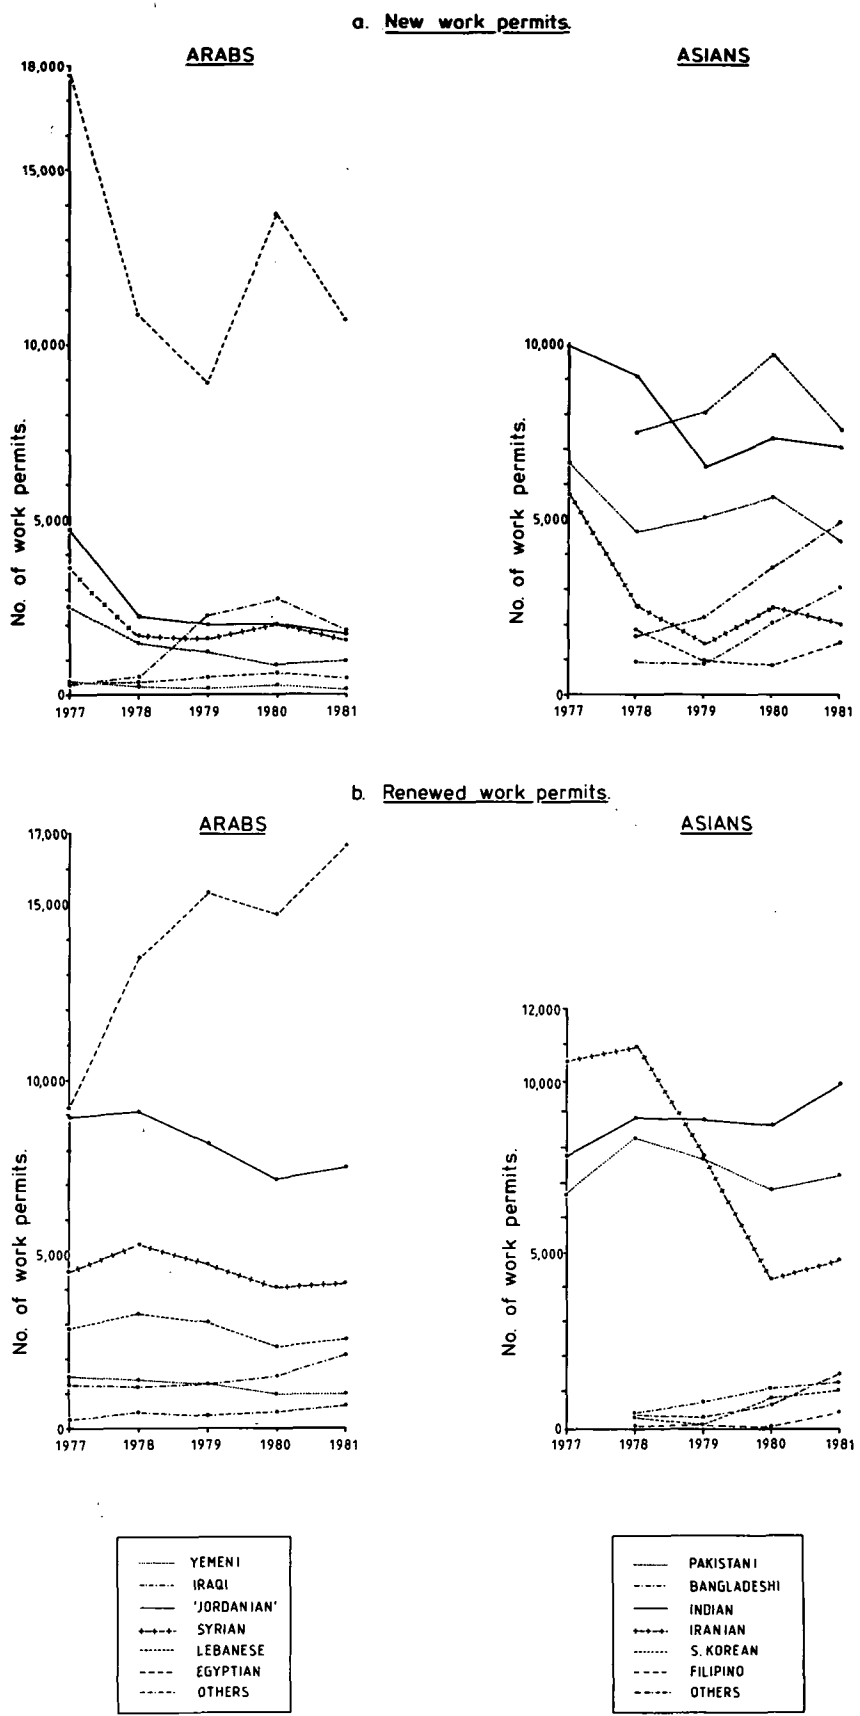 a. New work permits.
ARABS
ASIANS
18,000
15,000
10,000
5,000
0
No. of work permits.
1977 1978 1979 1980 1981
10,000
5,000
0
No. of work permits.
1977 1978 1979 1980 1981
b. Renewed work permits.
ARABS
ASIANS
17,000
15,000
10,000
5,000
0
No. of work permits.
1977 1978 1979 1980 1981
12,000
10,000
5,000
0
No. of work permits.
1977 1978 1979 1980 1981
YEMENI
IRAQI
'JORDANIAN'
SYRIAN
LEBANESE
EGYPTIAN
OTHERS
PAKISTANI
BANGLADESHI
INDIAN
IRANIAN
S. KOREAN
FILIPINO
OTHERS